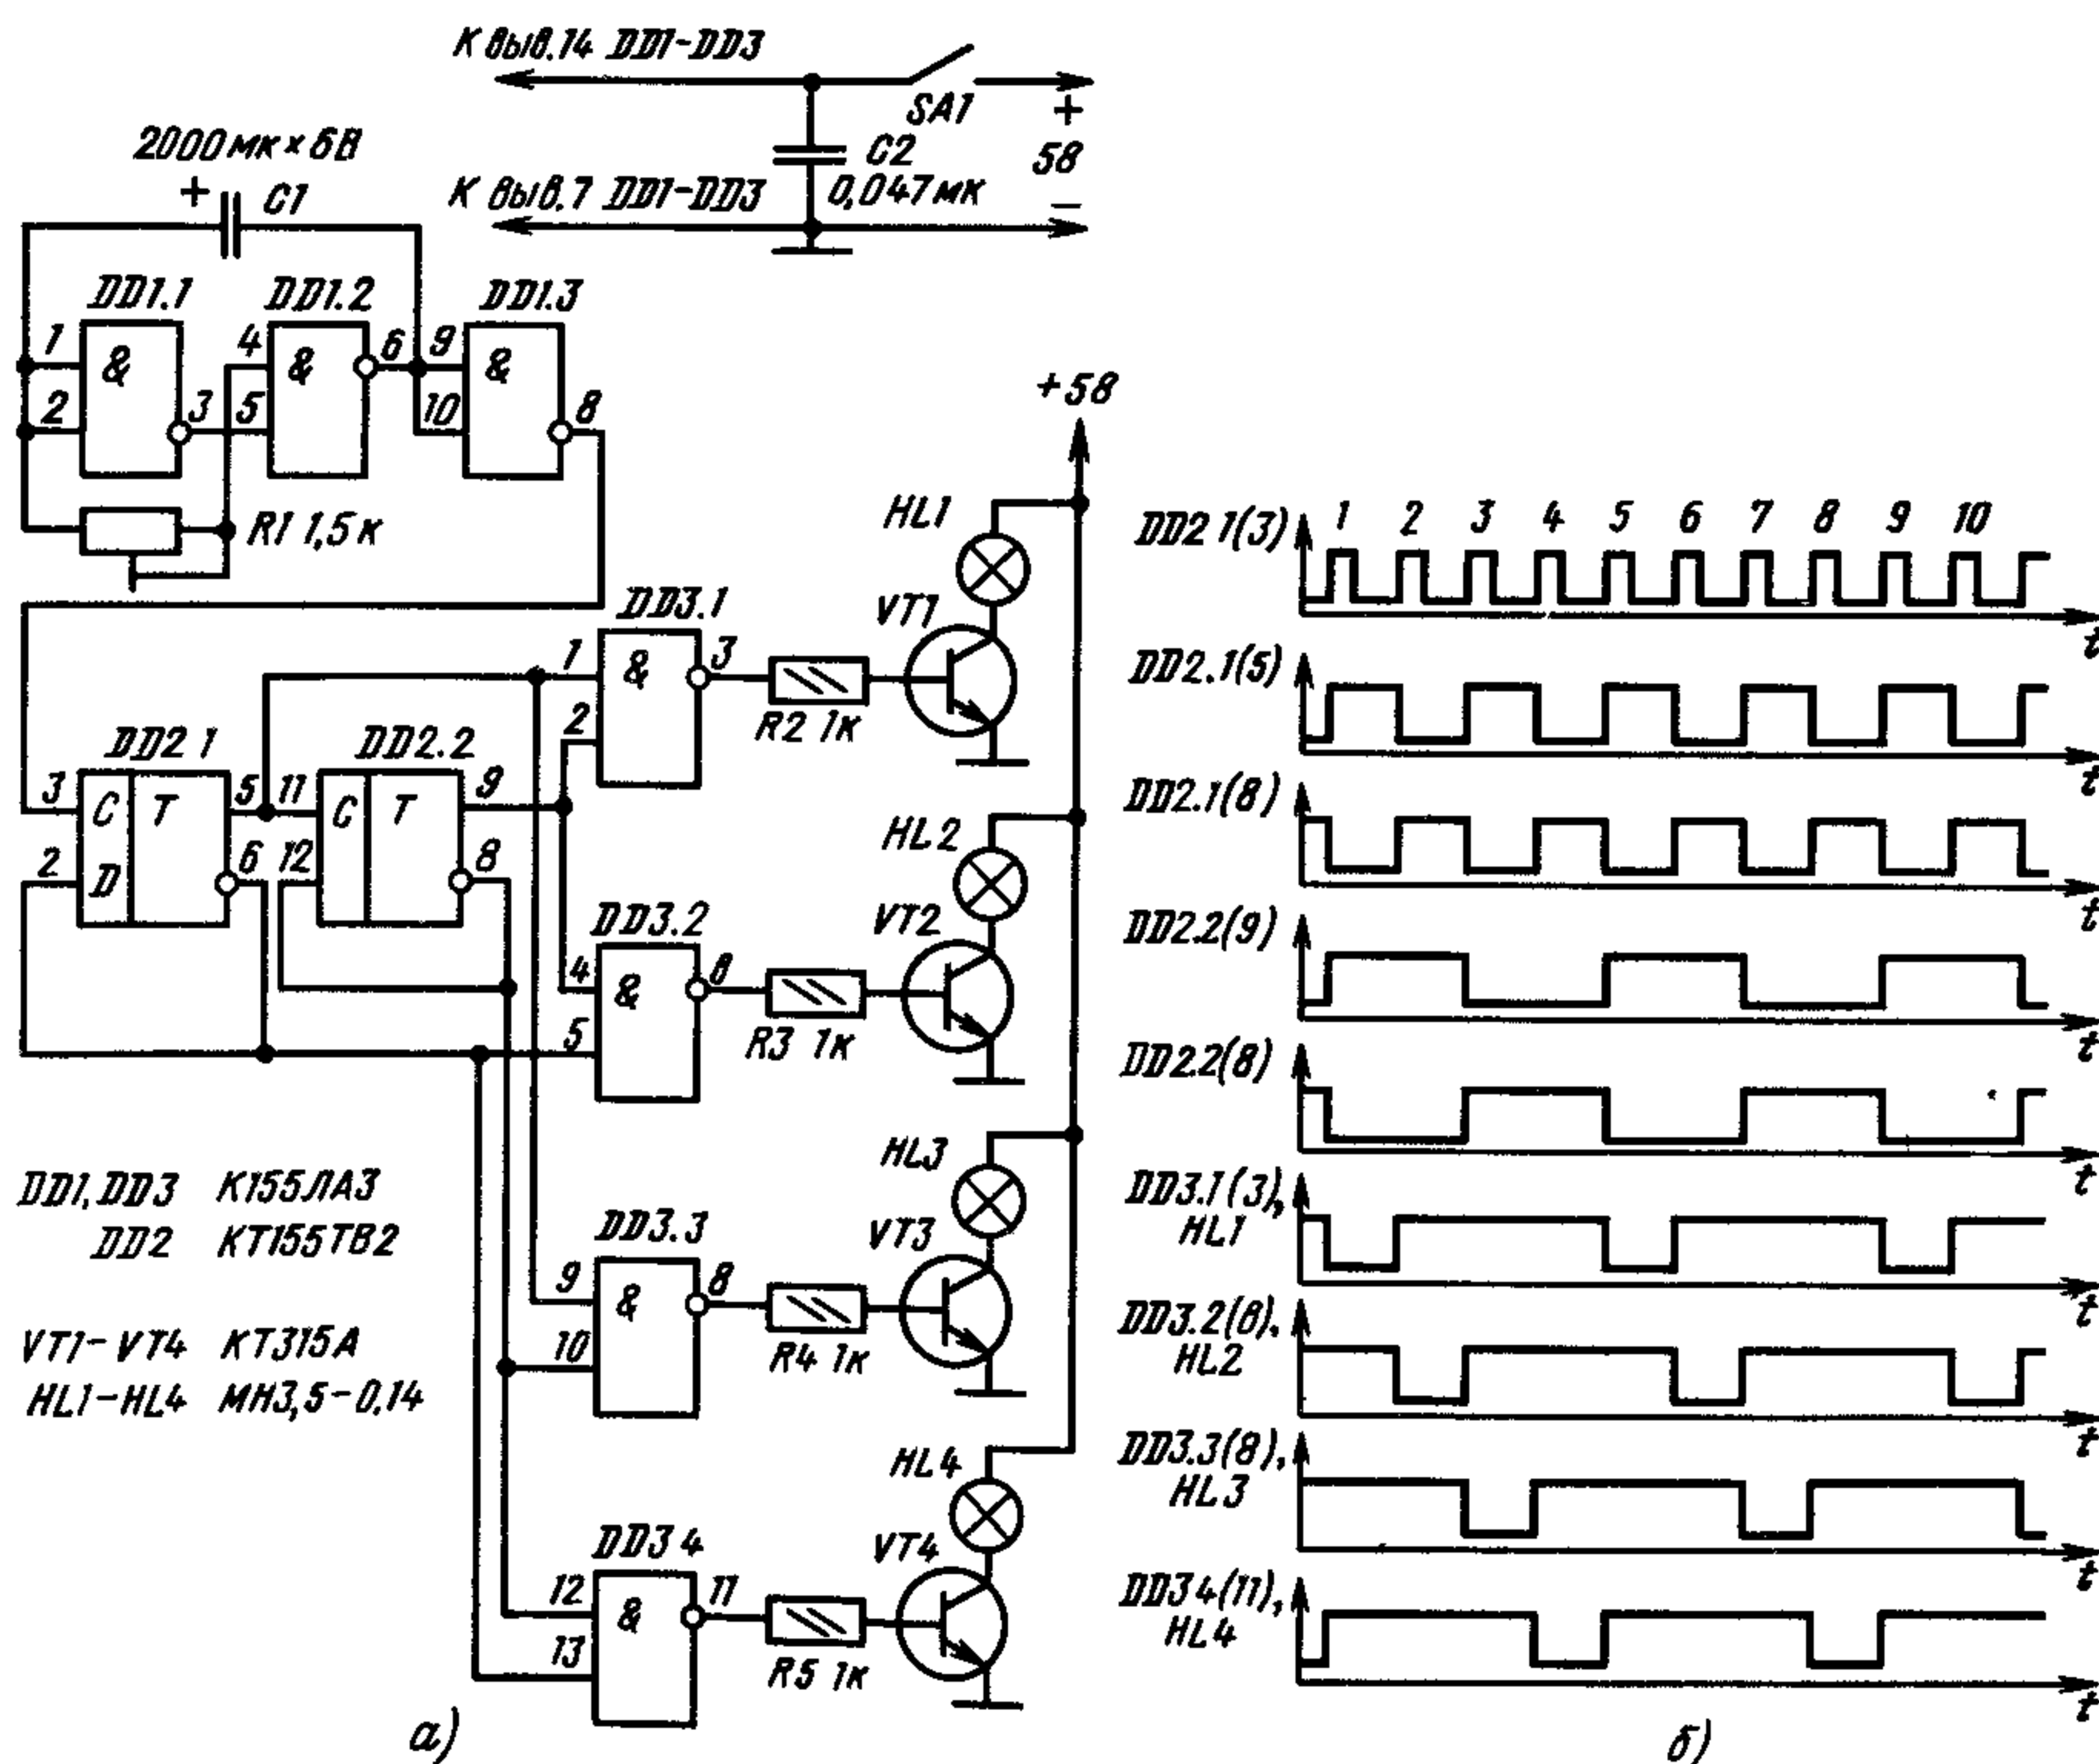 К выв.14 DD1-DD3
SA1
+
5В
−
C2
0,047мк
К выв.7 DD1-DD3
2000мк×6В
+ C1
DD1.1
DD1.2
DD1.3
1
2
&
3
4
5
&
6
9
10
&
8
R1 1,5к
+5В
HL1
VT1
DD3.1
1
2
&
3
R2 1к
DD2 1
DD2.2
3
2
C T
D
5
6
11
12
C T
9
8
HL2
VT2
DD3.2
4
5
&
6
R3 1к
HL3
VT3
DD3.3
9
10
&
8
R4 1к
HL4
VT4
DD3 4
12
13
&
11
R5 1к
DD1, DD3 К155ЛА3
DD2 КТ155ТВ2
VT1-VT4 КТ315А
HL1-HL4 МН3,5-0,14
а)
DD2 1(3)
1 2 3 4 5 6 7 8 9 10
t
DD2.1(5)
t
DD2.1(8)
t
DD2.2(9)
t
DD2.2(8)
t
DD3.1(3),
HL1
t
DD3.2(8),
HL2
t
DD3.3(8),
HL3
t
DD3 4(11),
HL4
t
б)